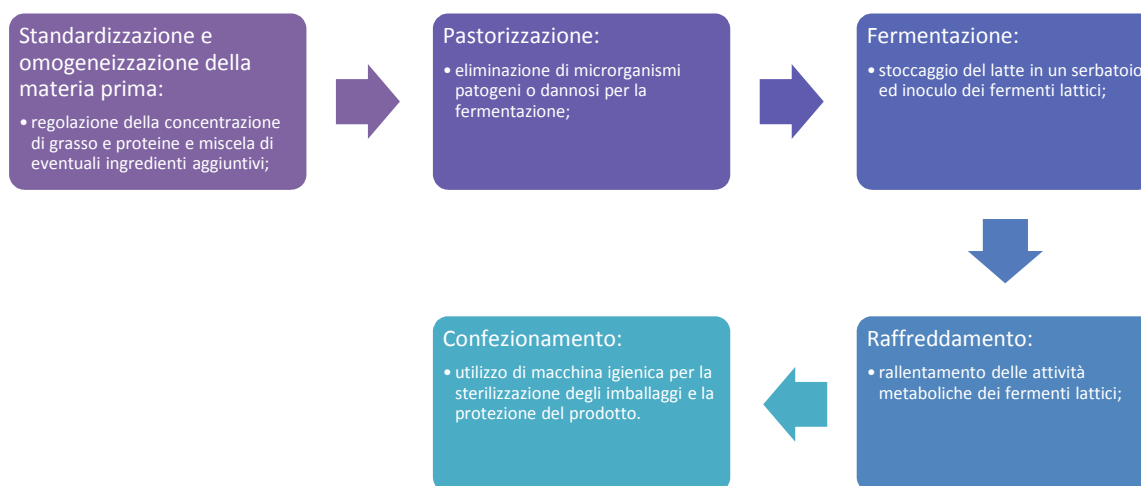 Standardizzazione e
omogeneizzazione della
materia prima:
• regolazione della concentrazione
di grasso e proteine e miscela di
eventuali ingredienti aggiuntivi;
Pastorizzazione:
• eliminazione di microrganismi
patogeni o dannosi per la
fermentazione;
Fermentazione:
• stoccaggio del latte in un serbatoio
ed inoculo dei fermenti lattici;
Raffreddamento:
• rallentamento delle attività
metaboliche dei fermenti lattici;
Confezionamento:
• utilizzo di macchina igienica per la
sterilizzazione degli imballaggi e la
protezione del prodotto.